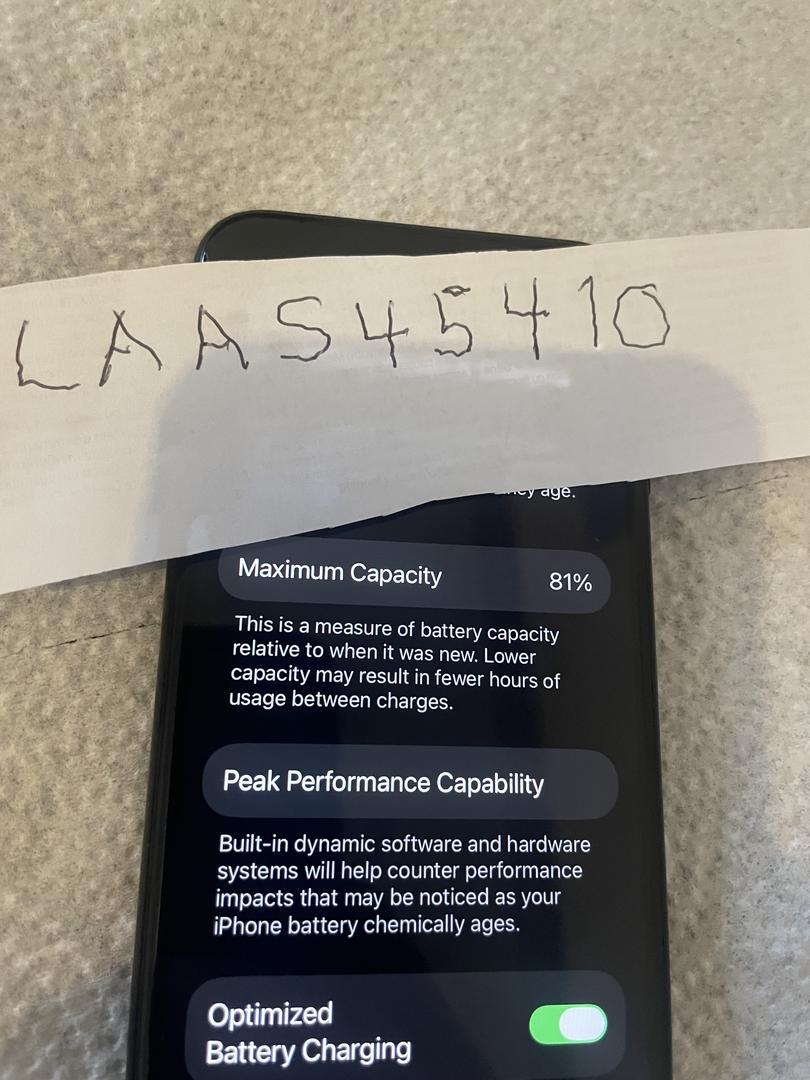 LAAS45410
age.
Maximum Capacity 81%
This is a measure of battery capacity
relative to when it was new. Lower
capacity may result in fewer hours of
usage between charges.
Peak Performance Capability
Built-in dynamic software and hardware
systems will help counter performance
impacts that may be noticed as your
iPhone battery chemically ages.
Optimized
Battery Charging